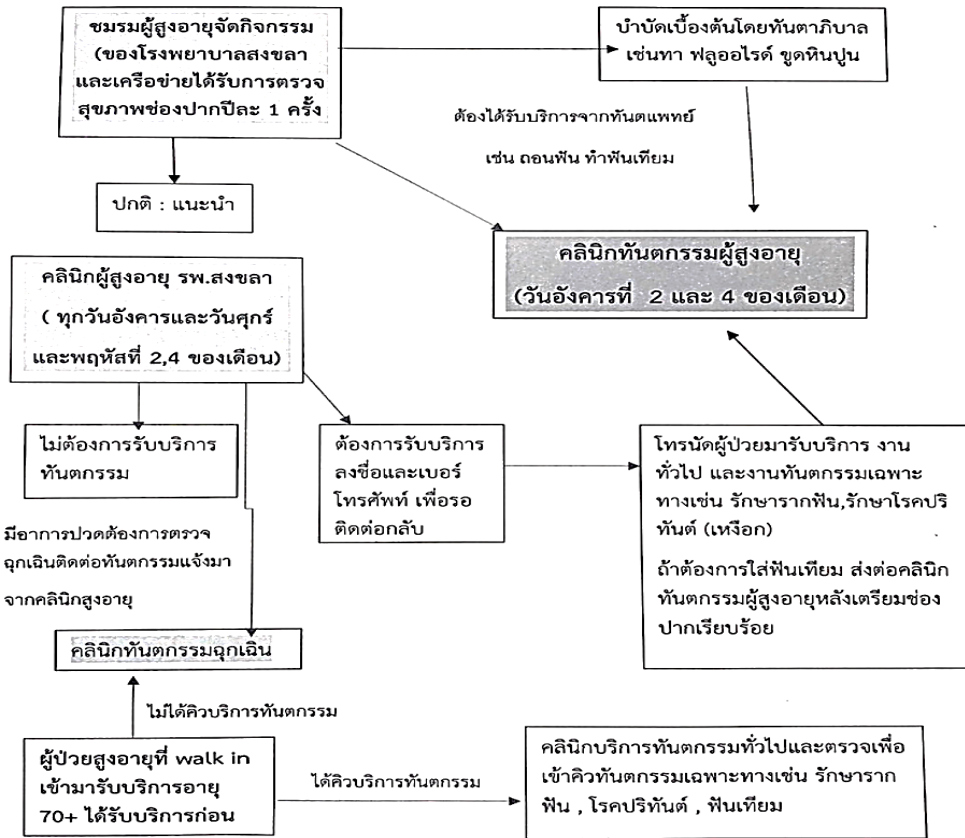 ชมรมผู้สูงอายุจัดกิจกรรม
(ของโรงพยาบาลสงขลา
และเครือข่ายได้รับการตรวจ
สุขภาพช่องปากปีละ 1 ครั้ง
บำบัดเบื้องต้นโดยทันตาภิบาล
เช่นทา ฟลูออไรด์ ขูดหินปูน
ต้องได้รับบริการจากทันตแพทย์
เช่น ถอนฟัน ทำฟันเทียม
ปกติ : แนะนำ
คลินิกทันตกรรมผู้สูงอายุ
(วันอังคารที่ 2 และ 4 ของเดือน)
คลินิกผู้สูงอายุ รพ.สงขลา
( ทุกวันอังคารและวันศุกร์
และพฤหัสที่ 2,4 ของเดือน)
ไม่ต้องการรับบริการ
ทันตกรรม
ต้องการรับบริการ
ลงชื่อและเบอร์
โทรศัพท์ เพื่อรอ
ติดต่อกลับ
โทรนัดผู้ป่วยมารับบริการ งาน
ทั่วไป และงานทันตกรรมเฉพาะ
ทางเช่น รักษารากฟัน,รักษาโรคปริ
ทันต์ (เหงือก)
ถ้าต้องการใส่ฟันเทียม ส่งต่อคลินิก
ทันตกรรมผู้สูงอายุหลังเตรียมช่อง
ปากเรียบร้อย
มีอาการปวดต้องการตรวจ
ฉุกเฉินติดต่อทันตกรรมแจ้งมา
จากคลินิกสูงอายุ
คลินิกทันตกรรมฉุกเฉิน
ไม่ได้คิวบริการทันตกรรม
ผู้ป่วยสูงอายุที่ walk in
เข้ามารับบริการอายุ
70+ ได้รับบริการก่อน
ได้คิวบริการทันตกรรม
คลินิกบริการทันตกรรมทั่วไปและตรวจเพื่อ
เข้าคิวทันตกรรมเฉพาะทางเช่น รักษาราก
ฟัน , โรคปริทันต์ , ฟันเทียม